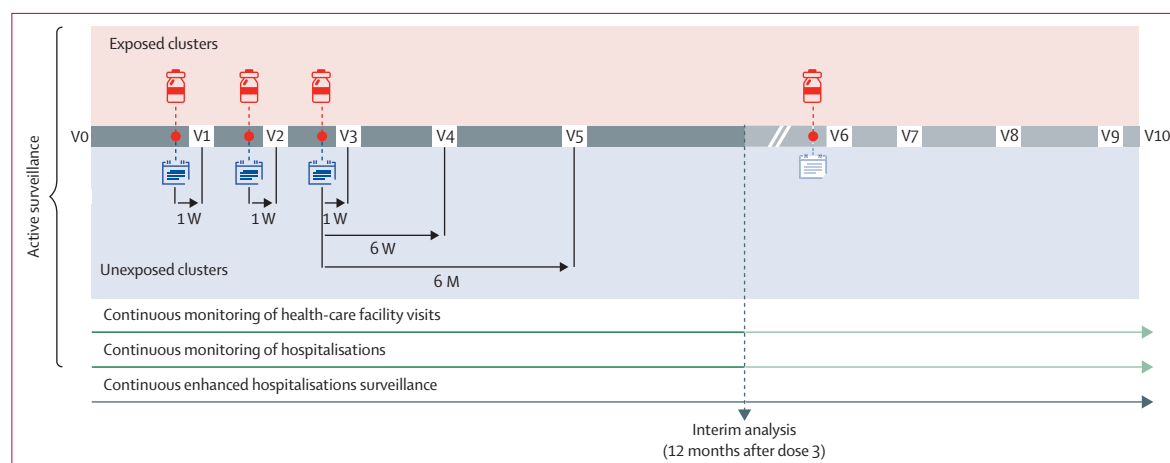 Exposed clusters
V0
V1
V2
V3
V4
V5
V6
V7
V8
V9
V10
1 W
1 W
1 W
6 W
6 M
Active surveillance
Unexposed clusters
Continuous monitoring of health-care facility visits
Continuous monitoring of hospitalisations
Continuous enhanced hospitalisations surveillance
Interim analysis
(12 months after dose 3)